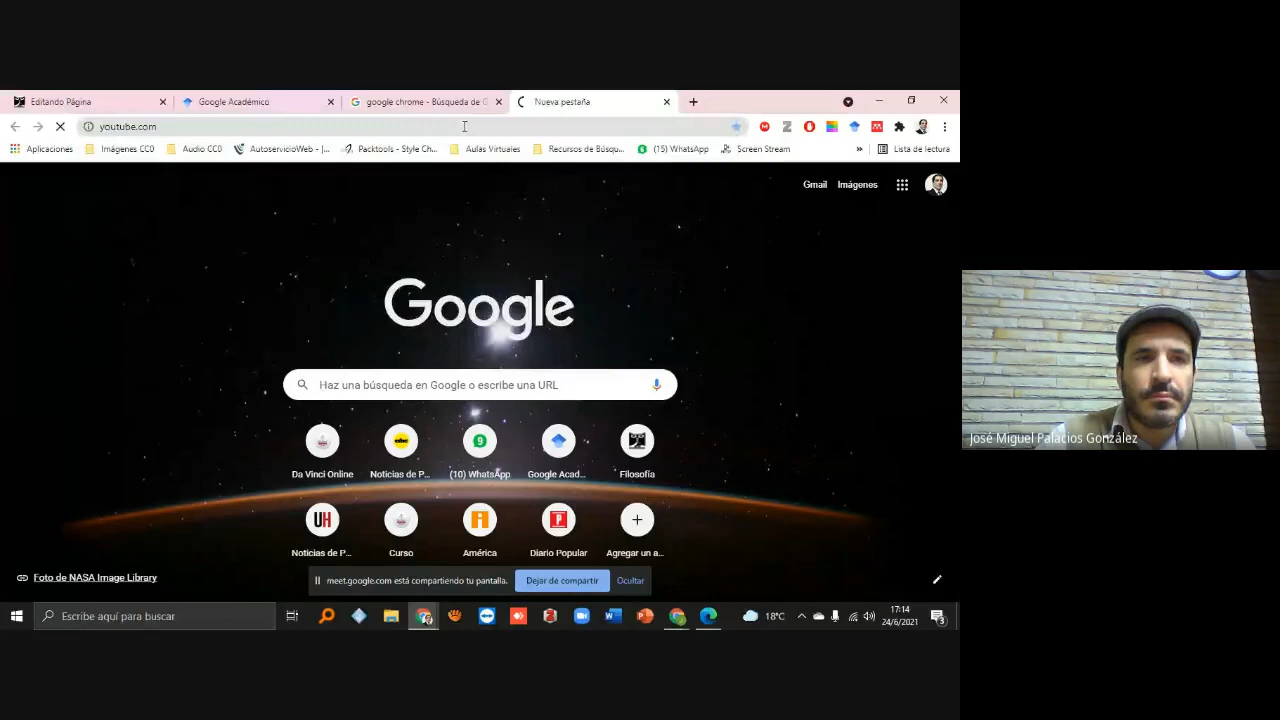 Editando Página
Google Académico
google chrome - Búsqueda de G
Nueva pestaña
youtube.com
Aplicaciones
Imágenes CC0
Audio CC0
AutoservicioWeb - |...
Packtools - Style Ch...
Aulas Virtuales
Recursos de Búsqu...
(15) WhatsApp
Screen Stream
»
Lista de lectura
Gmail
Imágenes
Google
Haz una búsqueda en Google o escribe una URL
Da Vinci Online
Noticias de P...
(10) WhatsApp
Google Acad...
Filosofía
UH
Noticias de P...
Curso
América
Diario Popular
Agregar un a...
Foto de NASA Image Library
meet.google.com está compartiendo tu pantalla.
Dejar de compartir
Ocultar
Escribe aquí para buscar
18°C
17:14
24/6/2021
3
José Miguel Palacios González